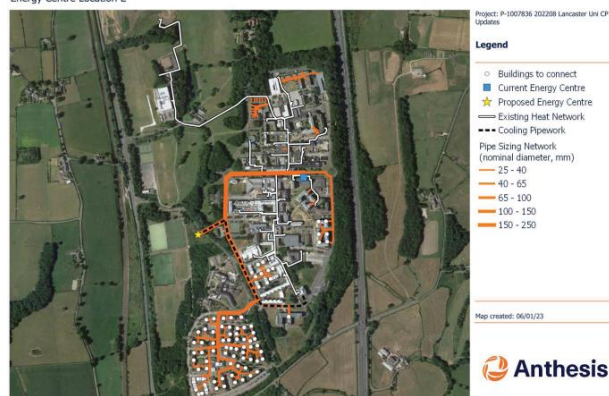 Energy Centre Location 2
Project: P-1007836 202208 Lancaster Uni CP
Updates
Legend
Buildings to connect
Current Energy Centre
Proposed Energy Centre
Existing Heat Network
Cooling Pipework
Pipe Sizing Network
(nominal diameter, mm)
25 - 40
40 - 65
65 - 100
100 - 150
150 - 250
Map created: 06/01/23
Anthesis